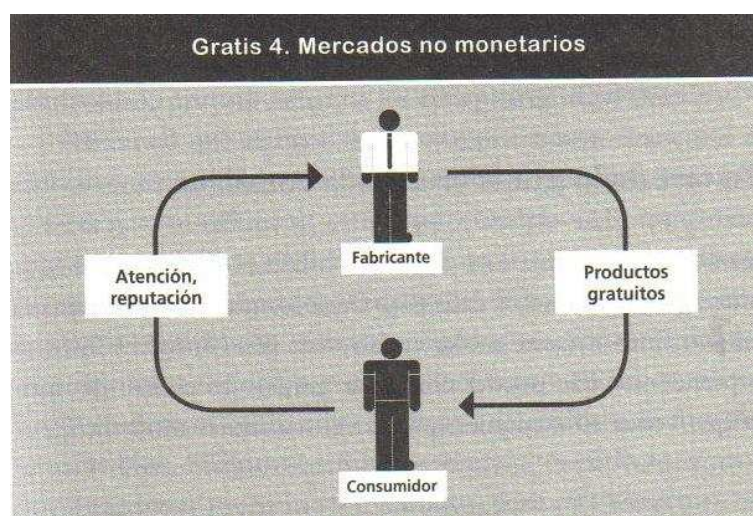 Gratis 4. Mercados no monetarios
Fabricante
Atención,
reputación
Productos
gratuitos
Consumidor